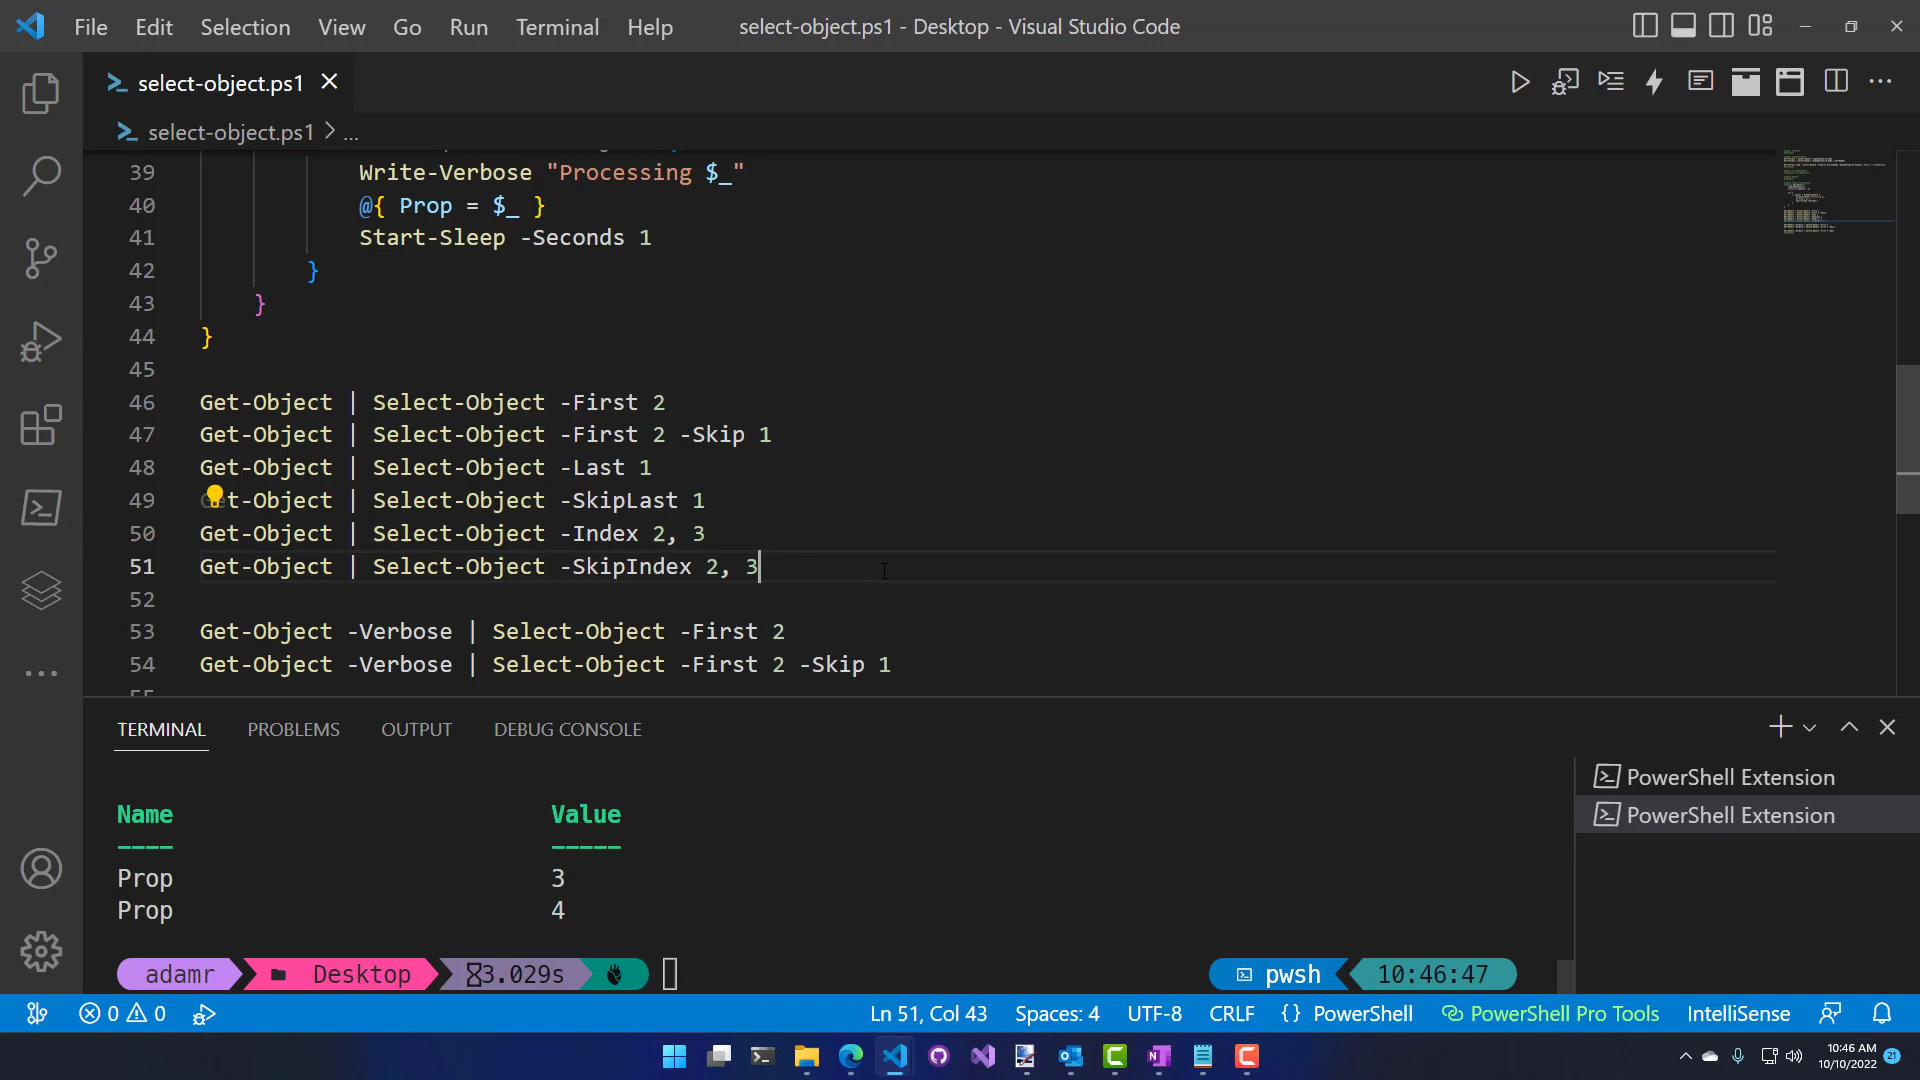 File Edit Selection View Go Run Terminal Help select-object.ps1 - Desktop - Visual Studio Code
select-object.ps1
select-object.ps1 > ...
39 Write-Verbose "Processing $_"
40 @{ Prop = $_ }
41 Start-Sleep -Seconds 1
42 }
43 }
44 }
45
46 Get-Object | Select-Object -First 2
47 Get-Object | Select-Object -First 2 -Skip 1
48 Get-Object | Select-Object -Last 1
49 Get-Object | Select-Object -SkipLast 1
50 Get-Object | Select-Object -Index 2, 3
51 Get-Object | Select-Object -SkipIndex 2, 3
52
53 Get-Object -Verbose | Select-Object -First 2
54 Get-Object -Verbose | Select-Object -First 2 -Skip 1
55
TERMINAL PROBLEMS OUTPUT DEBUG CONSOLE
PowerShell Extension
PowerShell Extension
Name Value
---- -----
Prop 3
Prop 4
adamr Desktop 3.029s pwsh 10:46:47
0 0 Ln 51, Col 43 Spaces: 4 UTF-8 CRLF {} PowerShell PowerShell Pro Tools IntelliSense
10:46 AM
10/10/2022
21